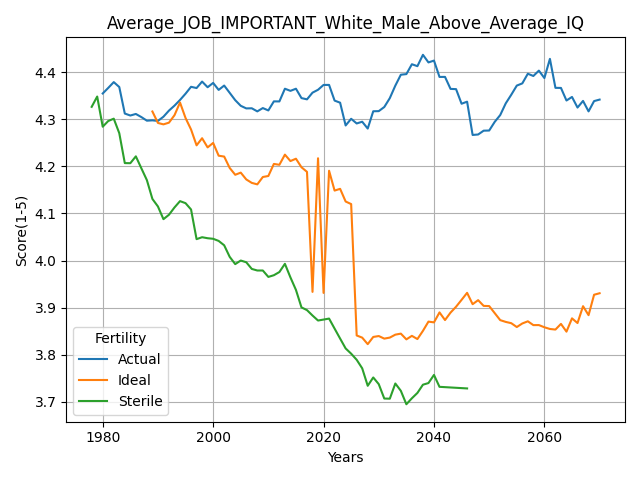 Average_JOB_IMPORTANT_White_Male_Above_Average_IQ
Score(1-5)
4.4
4.3
4.2
4.1
4.0
3.9
3.8
3.7
Fertility
Actual
Ideal
Sterile
1980 2000 2020 2040 2060
Years